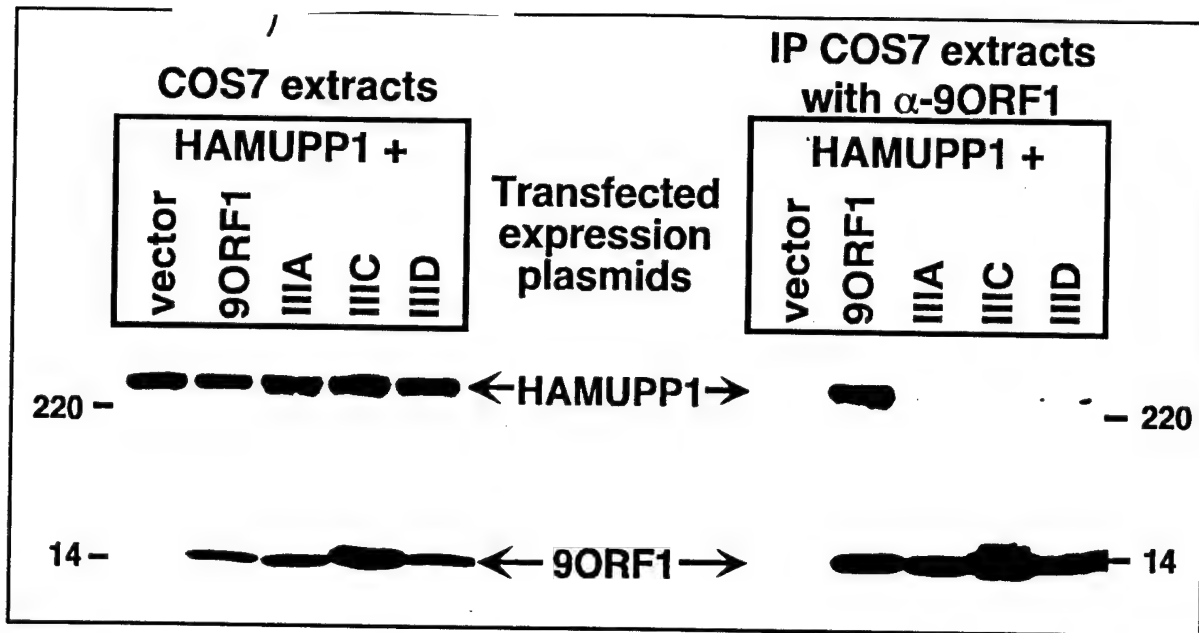 COS7 extracts
HAMUPP1 +
vector
9ORF1
IIIA
IIIC
IIID
Transfected
expression
plasmids
IP COS7 extracts
with α-9ORF1
HAMUPP1 +
vector
9ORF1
IIIA
IIIC
IIID
220 –
←HAMUPP1→
– 220
14 –
← 9ORF1 →
– 14